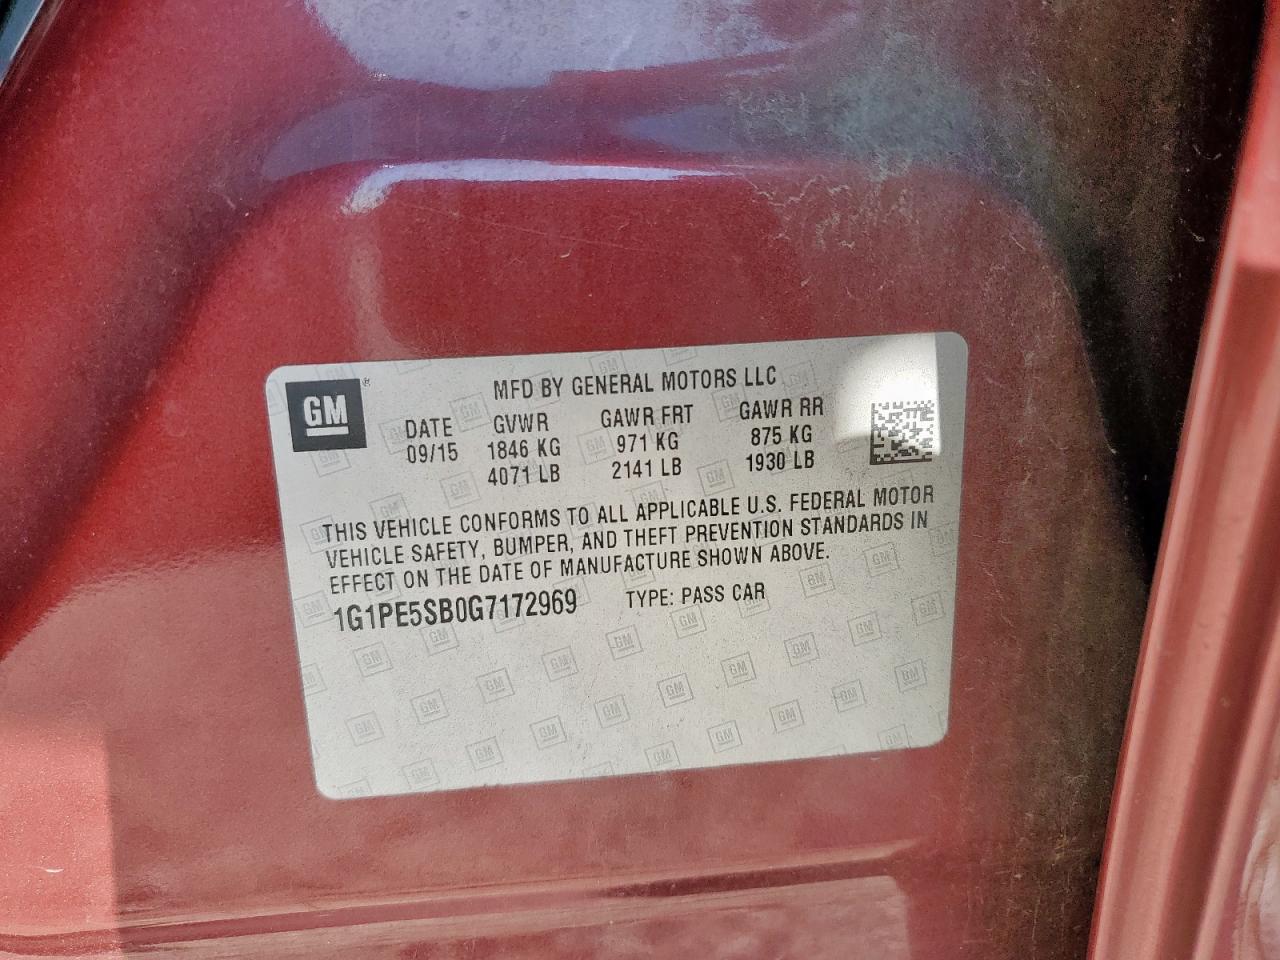 GM ®
MFD BY GENERAL MOTORS LLC
DATE GVWR GAWR FRT GAWR RR
09/15 1846 KG 971 KG 875 KG
4071 LB 2141 LB 1930 LB
THIS VEHICLE CONFORMS TO ALL APPLICABLE U.S. FEDERAL MOTOR
VEHICLE SAFETY, BUMPER, AND THEFT PREVENTION STANDARDS IN
EFFECT ON THE DATE OF MANUFACTURE SHOWN ABOVE.
1G1PE5SB0G7172969 TYPE: PASS CAR